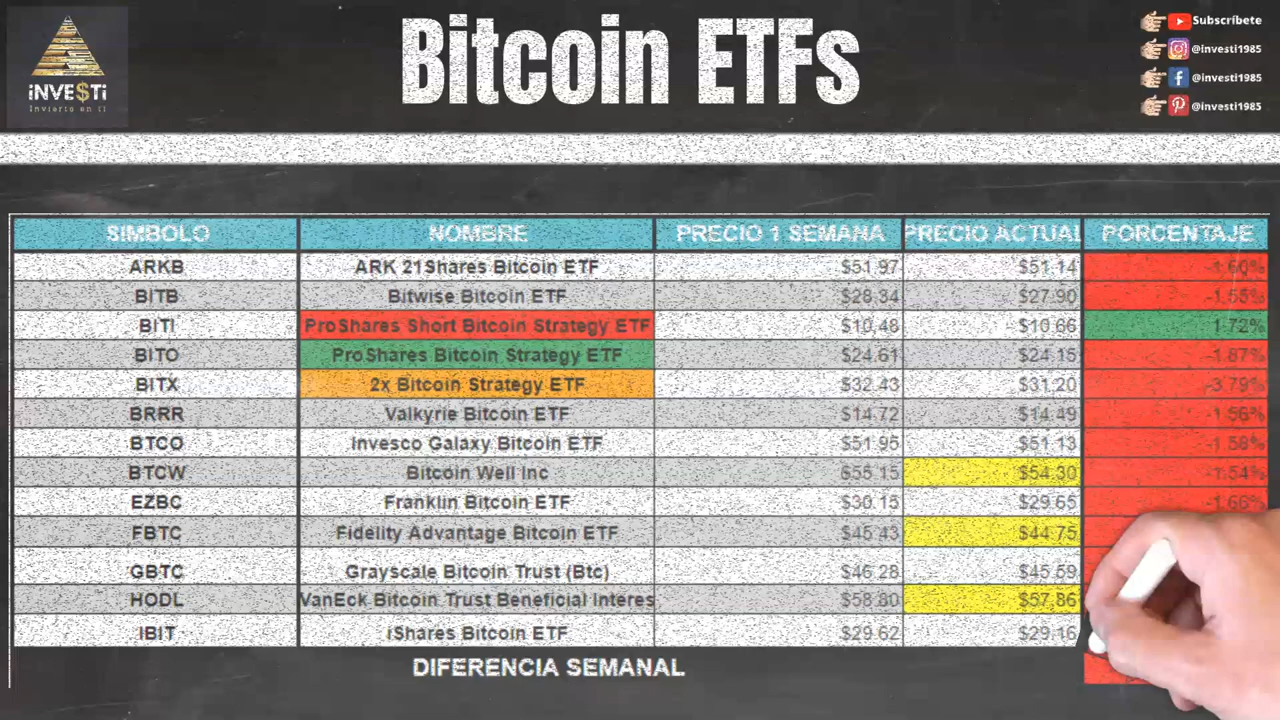 iNVE$Ti
Invierto en ti
Bitcoin ETFs
Subscríbete
@investi1985
@investi1985
@investi1985
SIMBOLO NOMBRE PRECIO 1 SEMANA PRECIO ACTUAL PORCENTAJE
ARKB ARK 21Shares Bitcoin ETF $51.97 $51.14 -1.60%
BITB Bitwise Bitcoin ETF $28.34 $27.90 -1.55%
BITI ProShares Short Bitcoin Strategy ETF $10.48 $10.66 1.72%
BITO ProShares Bitcoin Strategy ETF $24.61 $24.15 -1.87%
BITX 2x Bitcoin Strategy ETF $32.43 $31.20 -3.79%
BRRR Valkyrie Bitcoin ETF $14.72 $14.49 -1.56%
BTCO Invesco Galaxy Bitcoin ETF $51.95 $51.13 -1.58%
BTCW Bitcoin Well Inc $55.15 $54.30 -1.54%
EZBC Franklin Bitcoin ETF $30.15 $29.65 -1.66%
FBTC Fidelity Advantage Bitcoin ETF $45.43 $44.75
GBTC Grayscale Bitcoin Trust (Btc) $46.28 $45.59
HODL VanEck Bitcoin Trust Beneficial Interes $58.80 $57.86
IBIT iShares Bitcoin ETF $29.62 $29.16
DIFERENCIA SEMANAL